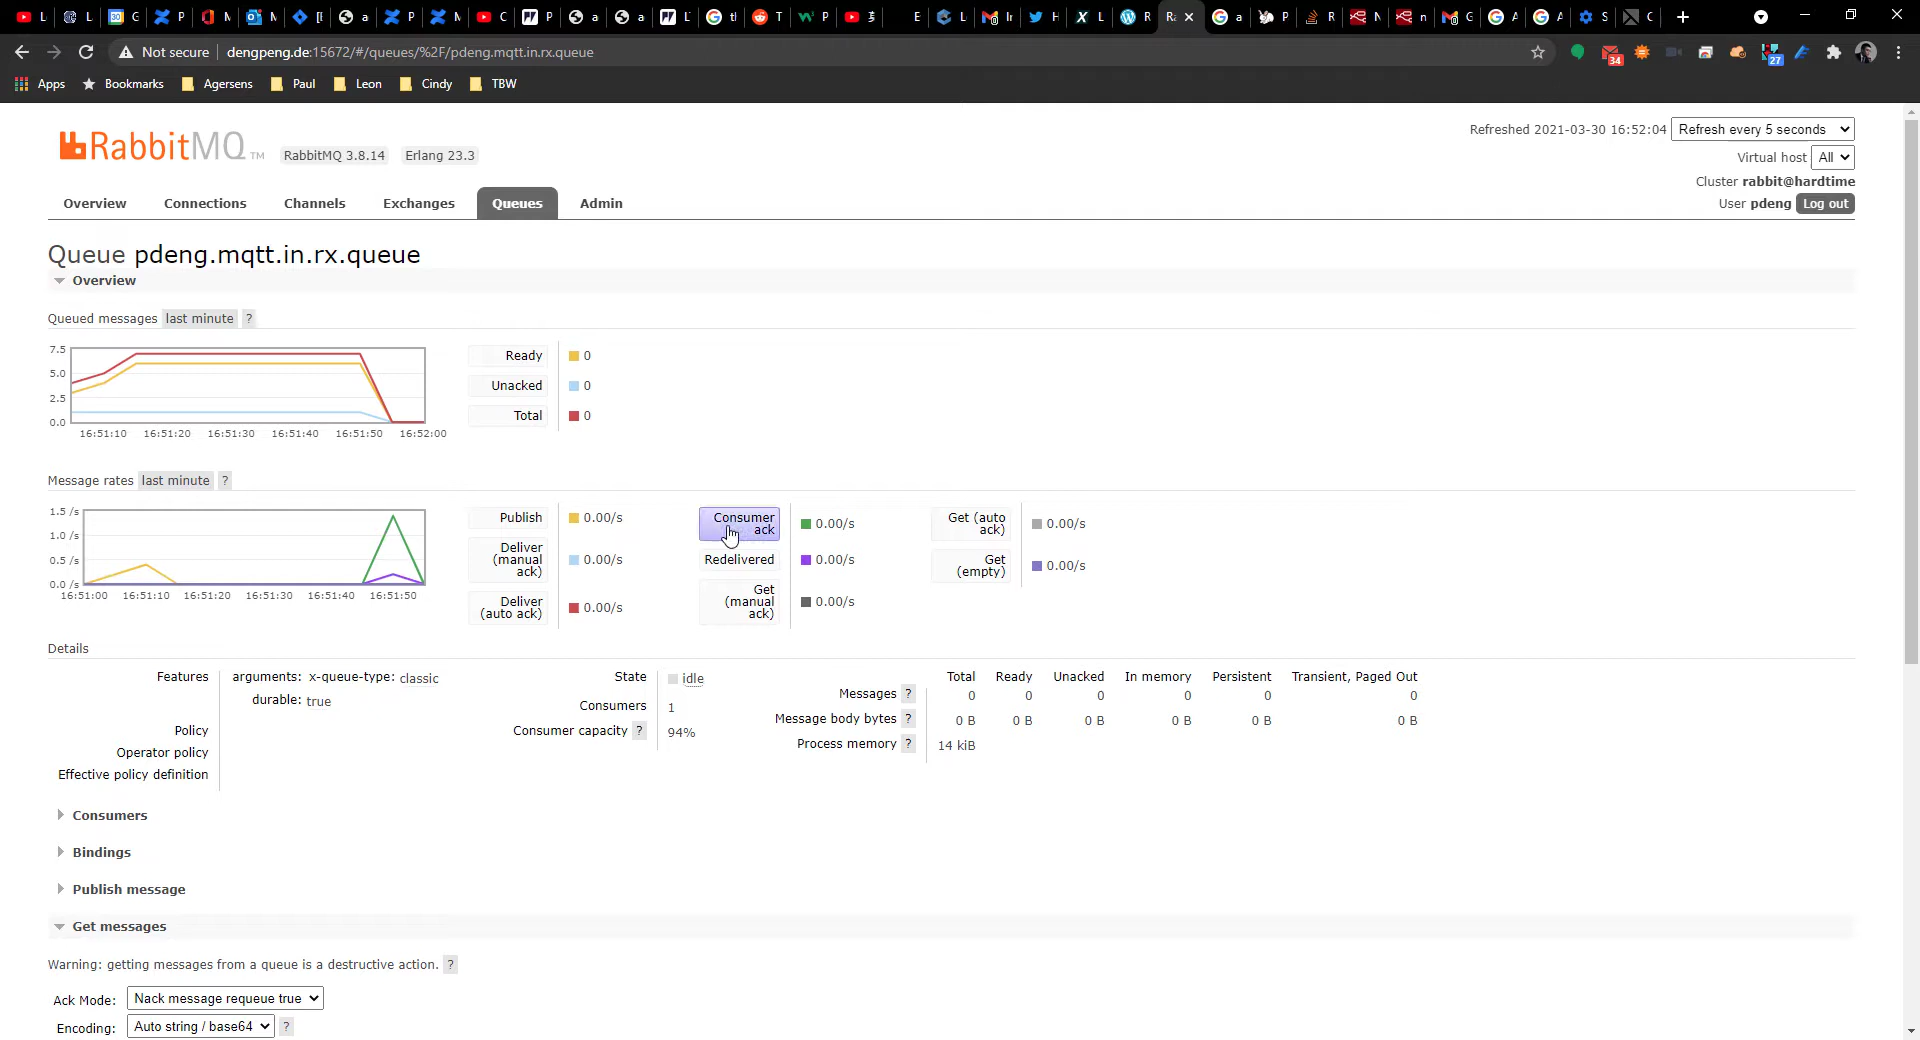 Not secure
dengpeng.de:15672/#/queues/%2F/pdeng.mqtt.in.rx.queue
34
27
Apps
Bookmarks
Agersens
Paul
Leon
Cindy
TBW
RabbitMQ TM
RabbitMQ 3.8.14
Erlang 23.3
Refreshed 2021-03-30 16:52:04
Refresh every 5 seconds
Virtual host All
Cluster rabbit@hardtime
User pdeng Log out
Overview Connections Channels Exchanges Queues Admin
Queue pdeng.mqtt.in.rx.queue
Overview
Queued messages last minute ?
7.5
5.0
2.5
0.0
16:51:10 16:51:20 16:51:30 16:51:40 16:51:50 16:52:00
Ready 0
Unacked 0
Total 0
Message rates last minute ?
1.5 /s
1.0 /s
0.5 /s
0.0 /s
16:51:00 16:51:10 16:51:20 16:51:30 16:51:40 16:51:50
Publish 0.00/s
Deliver (manual ack) 0.00/s
Deliver (auto ack) 0.00/s
Consumer ack 0.00/s
Redelivered 0.00/s
Get (manual ack) 0.00/s
Get (auto ack) 0.00/s
Get (empty) 0.00/s
Details
Features arguments: x-queue-type: classic
durable: true
Policy
Operator policy
Effective policy definition
State idle
Consumers 1
Consumer capacity ? 94%
Total Ready Unacked In memory Persistent Transient, Paged Out
Messages ? 0 0 0 0 0 0
Message body bytes ? 0 B 0 B 0 B 0 B 0 B 0 B
Process memory ? 14 kiB
Consumers
Bindings
Publish message
Get messages
Warning: getting messages from a queue is a destructive action. ?
Ack Mode: Nack message requeue true
Encoding: Auto string / base64 ?